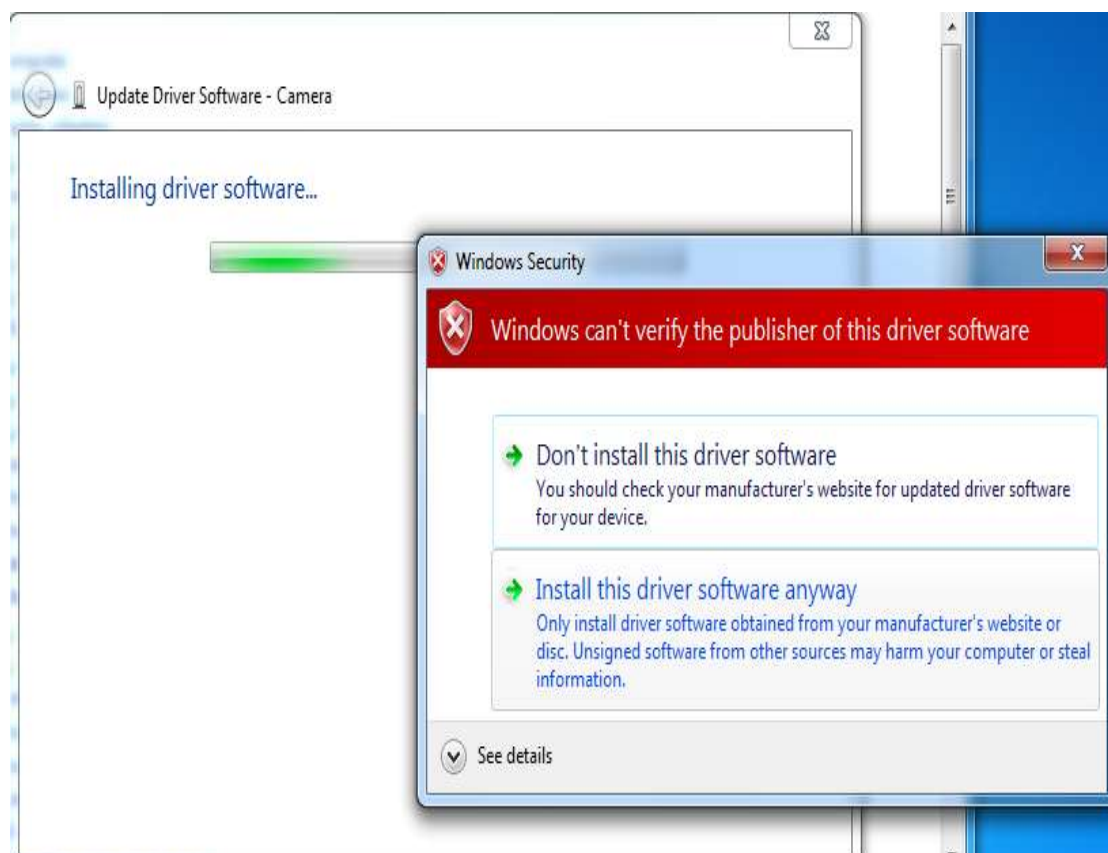 Update Driver Software - Camera
Installing driver software...
Windows Security
Windows can't verify the publisher of this driver software
Don't install this driver software
You should check your manufacturer's website for updated driver software
for your device.
Install this driver software anyway
Only install driver software obtained from your manufacturer's website or
disc. Unsigned software from other sources may harm your computer or steal
information.
See details